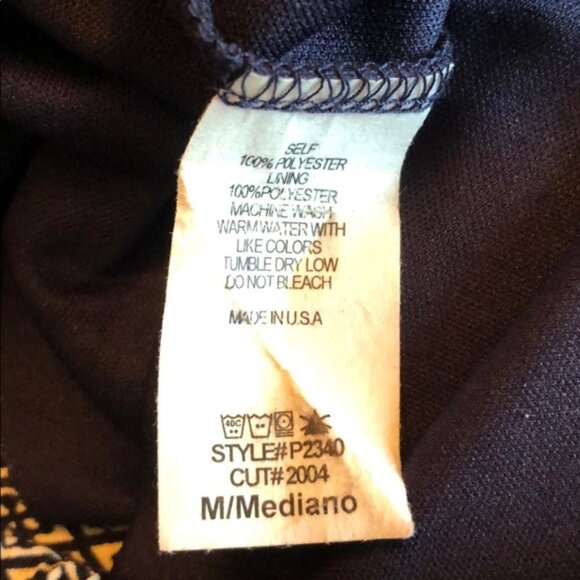 SELF
100% POLYESTER
LINING
100%POLYESTER
MACHINE WASH
WARM WATER WITH
LIKE COLORS
TUMBLE DRY LOW
DO NOT BLEACH
MADE IN U.S.A
40C
STYLE#P2340
CUT#2004
M/Mediano